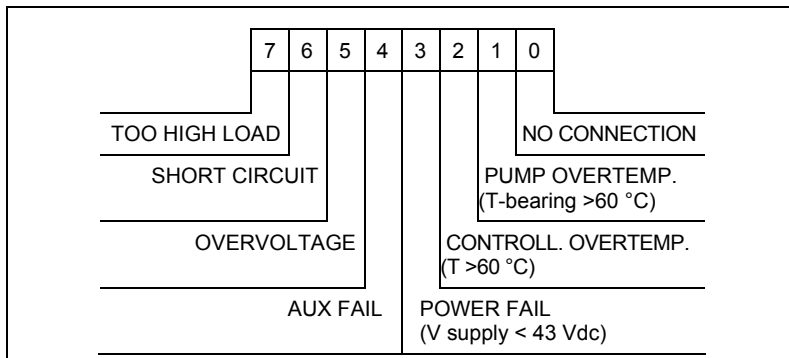 7 6 5 4 3 2 1 0
TOO HIGH LOAD
NO CONNECTION
SHORT CIRCUIT
PUMP OVERTEMP.
(T-bearing >60 °C)
OVERVOLTAGE
CONTROLL. OVERTEMP.
(T >60 °C)
AUX FAIL
POWER FAIL
(V supply < 43 Vdc)